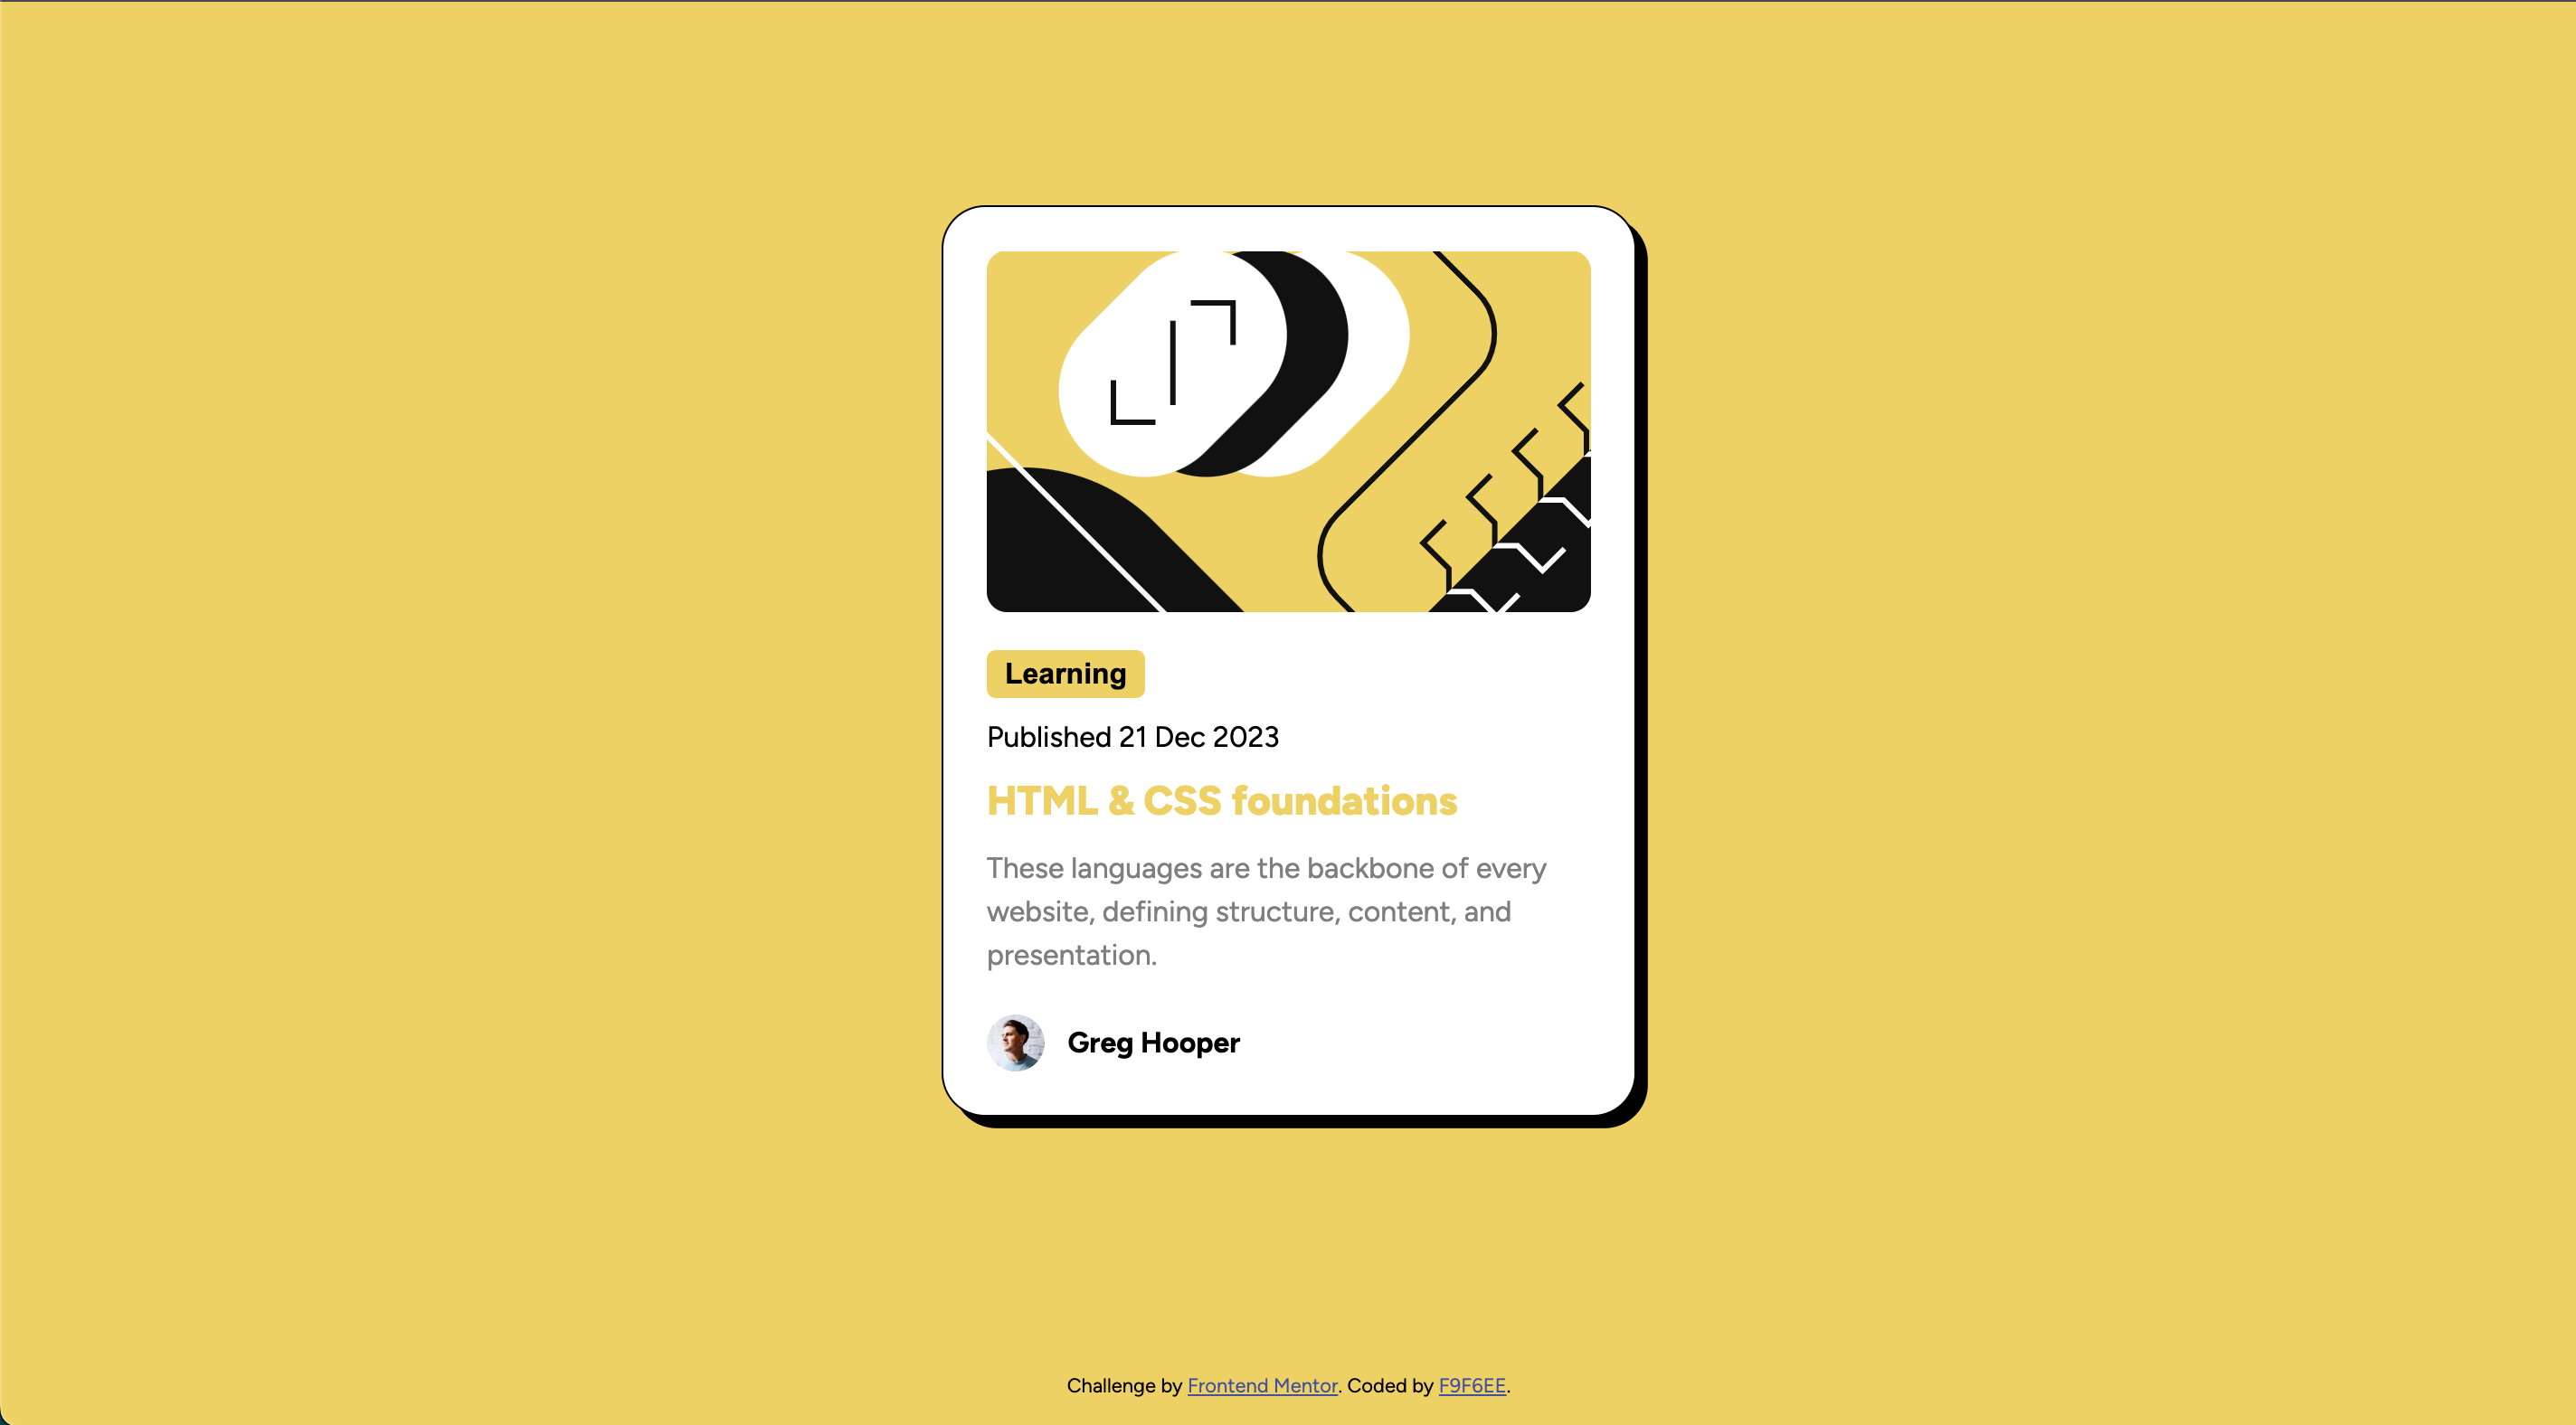 Learning
Published 21 Dec 2023
HTML & CSS foundations
These languages are the backbone of every
website, defining structure, content, and
presentation.
Greg Hooper
Challenge by Frontend Mentor. Coded by F9F6EE.